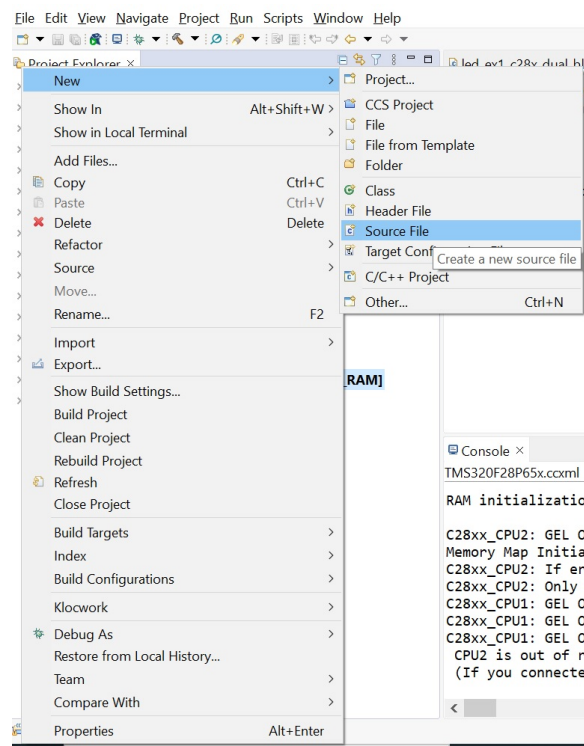 File Edit View Navigate Project Run Scripts Window Help
Project Explorer
led_ex1_c28x_dual_bl
New
Show In Alt+Shift+W
Show in Local Terminal
Add Files...
Copy Ctrl+C
Paste Ctrl+V
Delete Delete
Refactor
Source
Move...
Rename... F2
Import
Export...
Show Build Settings...
Build Project
Clean Project
Rebuild Project
Refresh
Close Project
Build Targets
Index
Build Configurations
Klocwork
Debug As
Restore from Local History...
Team
Compare With
Properties Alt+Enter
Project...
CCS Project
File
File from Template
Folder
Class
Header File
Source File
Target Conf
Create a new source file
C/C++ Project
Other... Ctrl+N
_RAM]
Console
TMS320F28P65x.ccxml
RAM initializatio
C28xx_CPU2: GEL O
Memory Map Initia
C28xx_CPU2: If er
C28xx_CPU2: Only
C28xx_CPU1: GEL O
C28xx_CPU1: GEL O
C28xx_CPU1: GEL O
CPU2 is out of r
(If you connecte